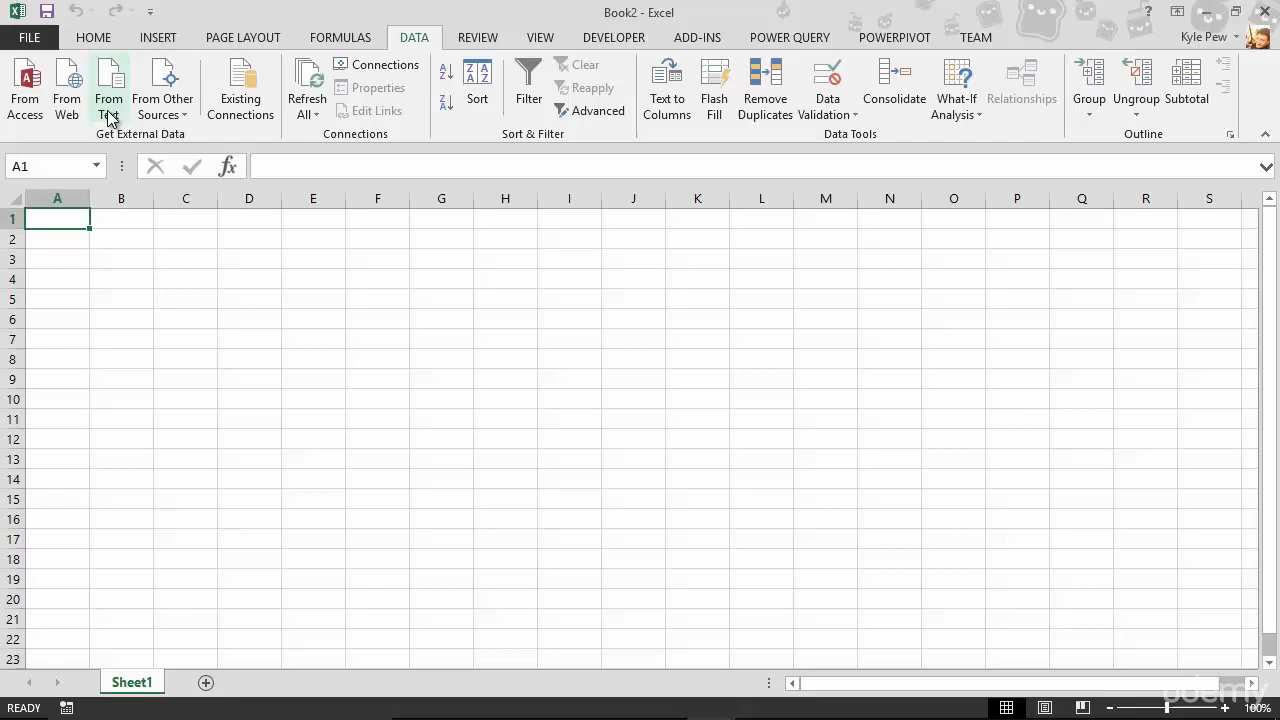 Book2 - Excel
FILE HOME INSERT PAGE LAYOUT FORMULAS DATA REVIEW VIEW DEVELOPER ADD-INS POWER QUERY POWERPIVOT TEAM Kyle Pew
From Access
From Web
From Text
From Other Sources
Existing Connections
Get External Data
Refresh All
Connections
Properties
Edit Links
Connections
Sort
Filter
Clear
Reapply
Advanced
Sort & Filter
Text to Columns
Flash Fill
Remove Duplicates
Data Validation
Consolidate
What-If Analysis
Relationships
Data Tools
Group
Ungroup
Subtotal
Outline
A1 fx
A B C D E F G H I J K L M N O P Q R S
1
2
3
4
5
6
7
8
9
10
11
12
13
14
15
16
17
18
19
20
21
22
23
Sheet1
udemy
READY 100%